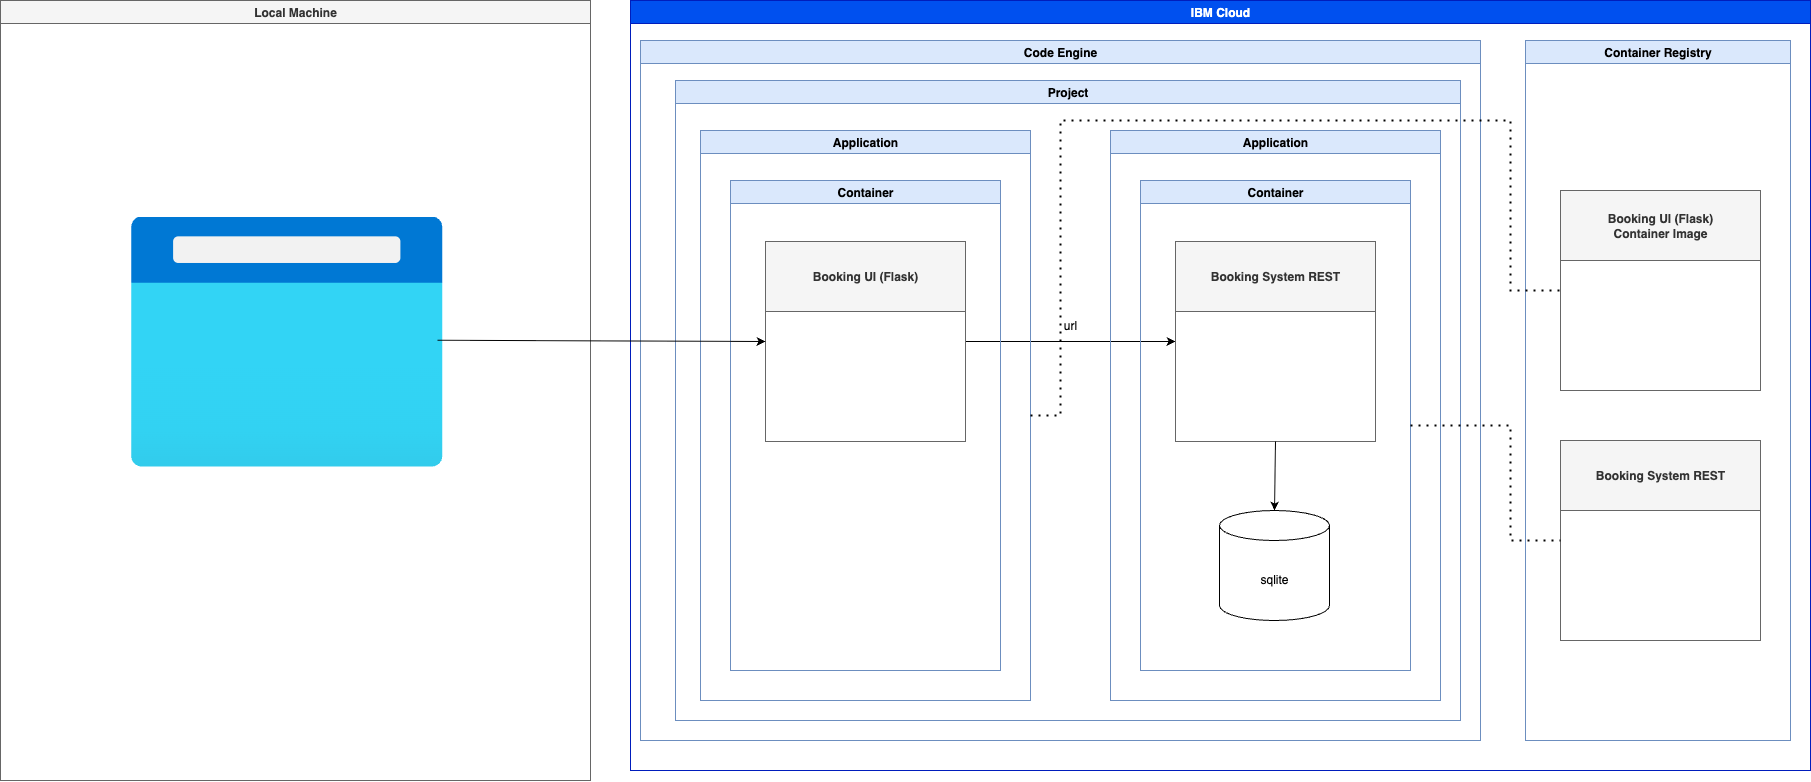 Local Machine
IBM Cloud
Code Engine
Container Registry
Project
Application
Application
Container
Container
Booking UI (Flask)
Container Image
Booking UI (Flask)
Booking System REST
url
Booking System REST
sqlite